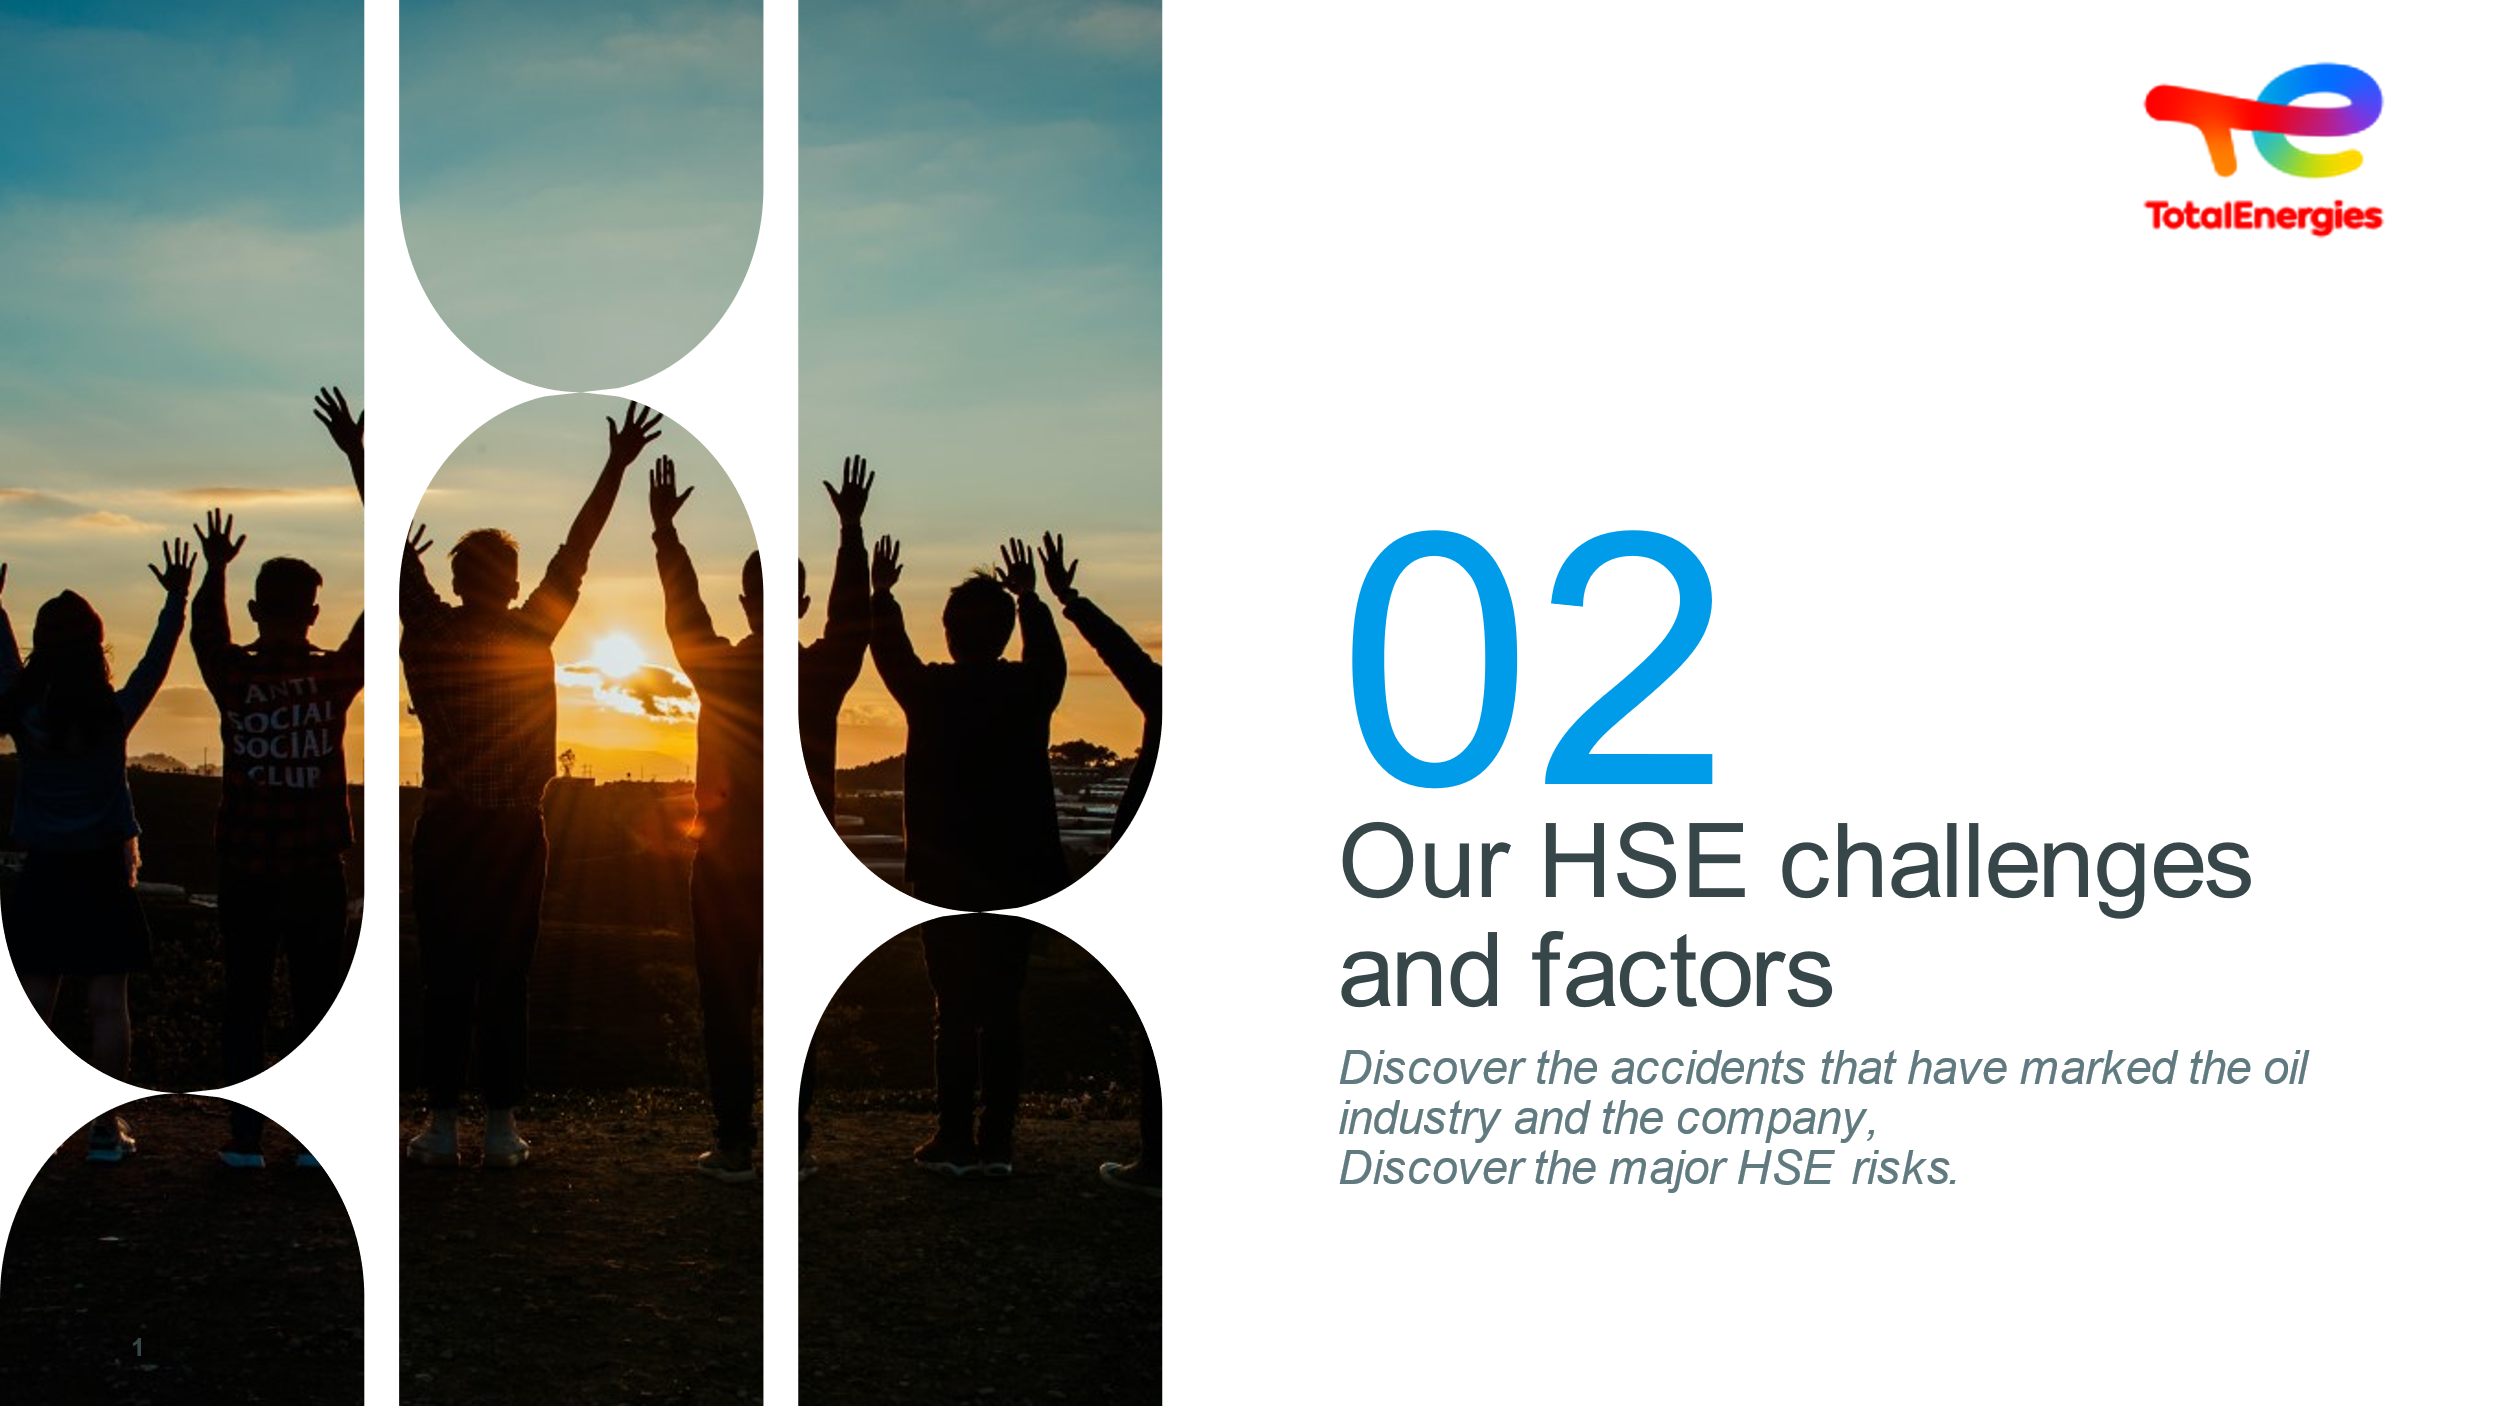 TotalEnergies
ANTI
SOCIAL
SOCIAL
CLUB
02
Our HSE challenges
and factors
Discover the accidents that have marked the oil
industry and the company,
Discover the major HSE risks.
1